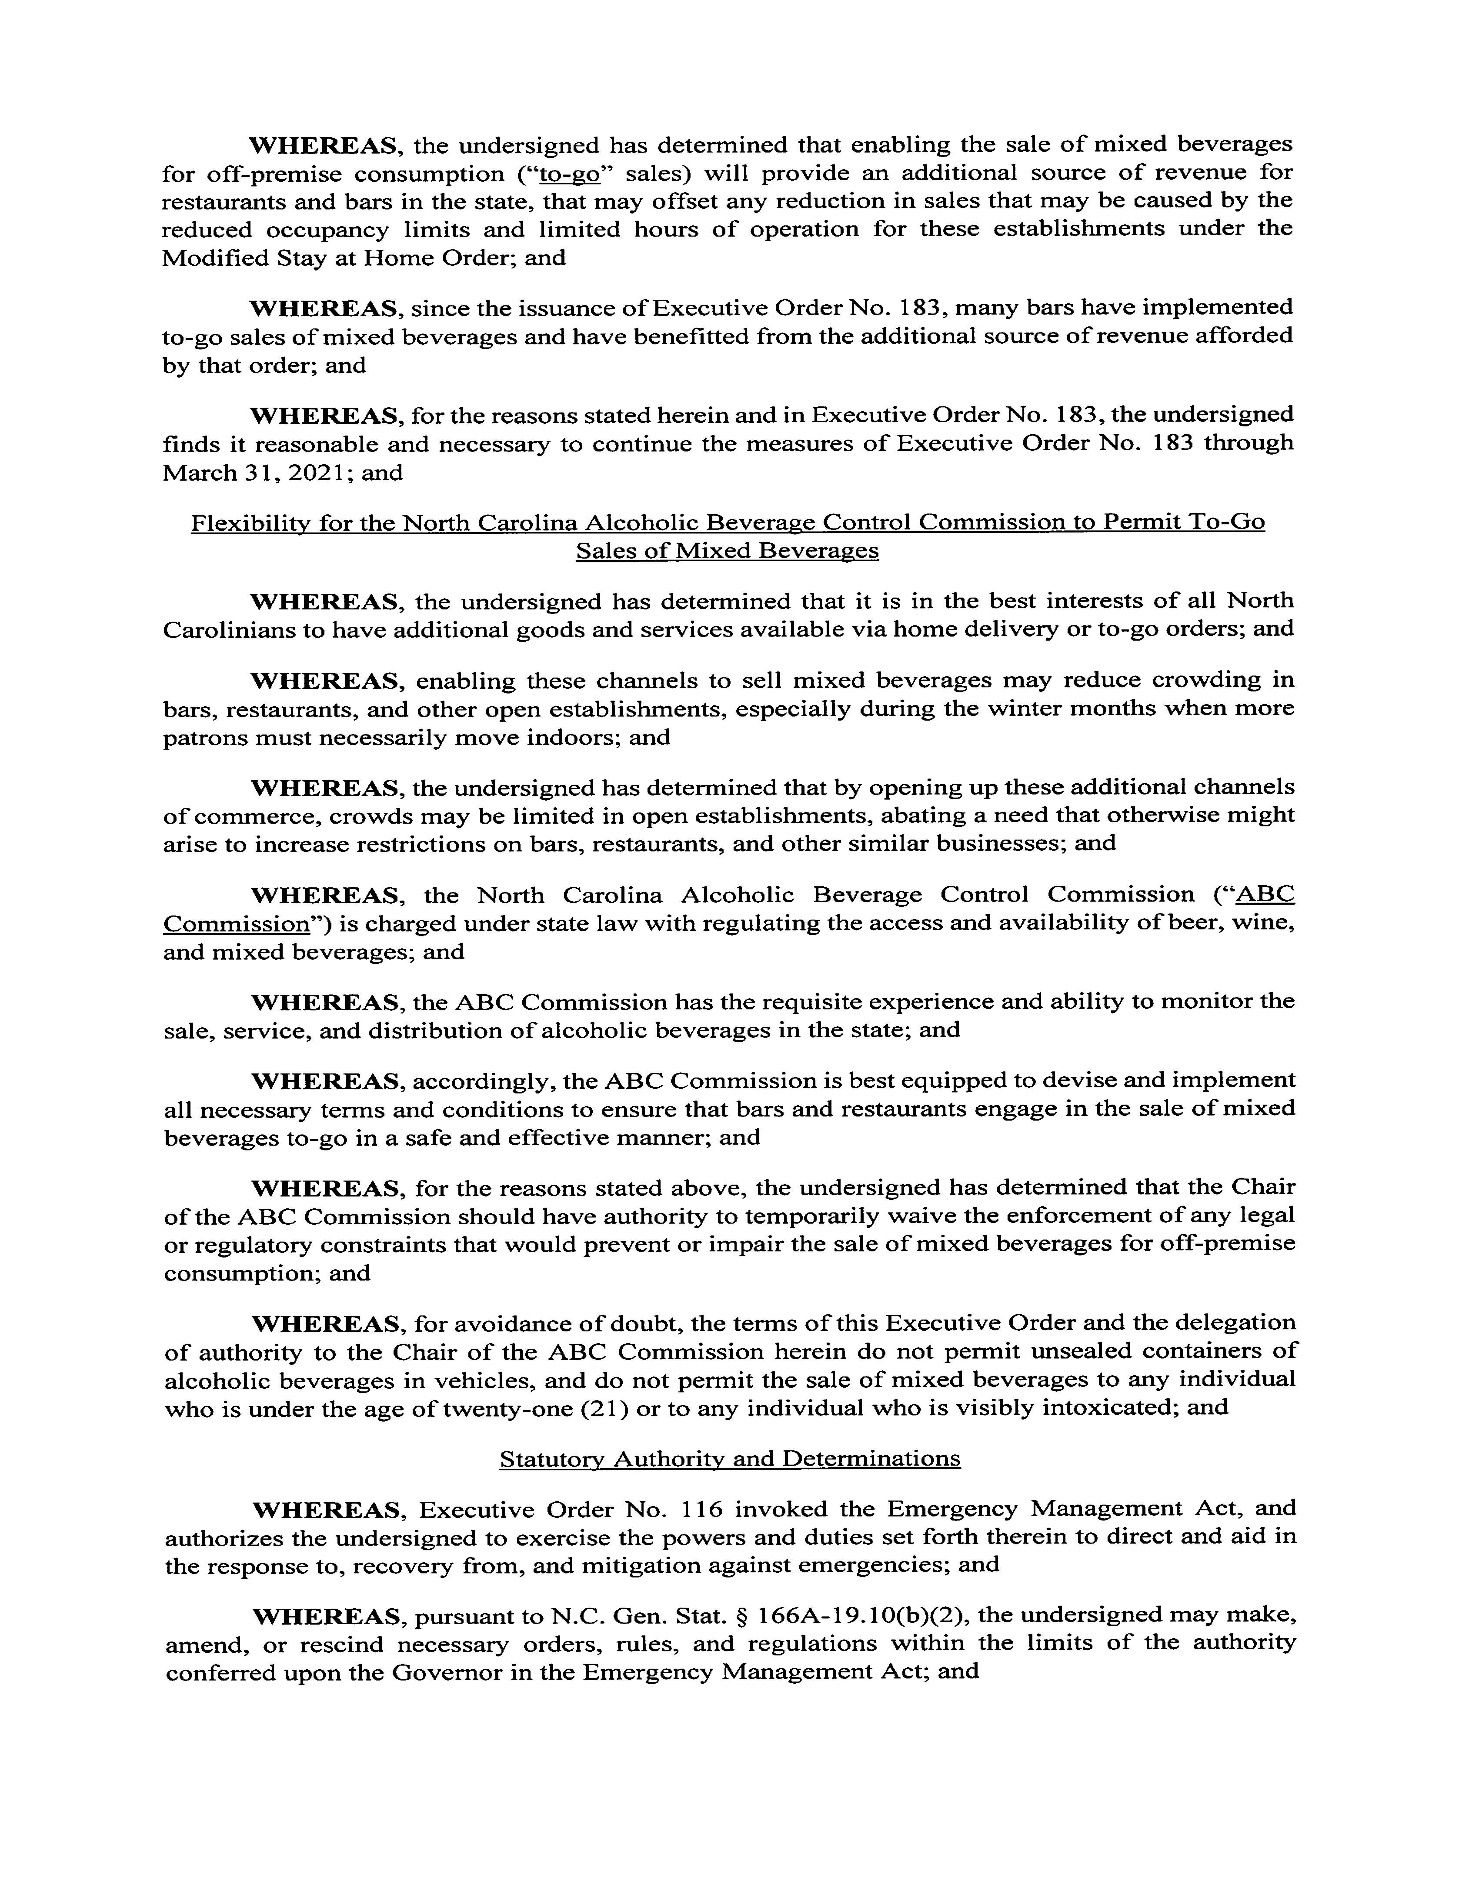 WHEREAS, the undersigned has determined that enabling the sale of mixed beverages
for off-premise consumption (“to-go” sales) will provide an additional source of revenue for
restaurants and bars in the state, that may offset any reduction in sales that may be caused by the
reduced occupancy limits and limited hours of operation for these establishments under the
Modified Stay at Home Order; and
WHEREAS, since the issuance of Executive Order No. 183, many bars have implemented
to-go sales of mixed beverages and have benefitted from the additional source of revenue afforded
by that order; and
WHEREAS, for the reasons stated herein and in Executive Order No. 183, the undersigned
finds it reasonable and necessary to continue the measures of Executive Order No. 183 through
March 31, 2021; and
Flexibility for the North Carolina Alcoholic Beverage Control Commission to Permit To-Go
Sales of Mixed Beverages
WHEREAS, the undersigned has determined that it is in the best interests of all North
Carolinians to have additional goods and services available via home delivery or to-go orders; and
WHEREAS, enabling these channels to sell mixed beverages may reduce crowding in
bars, restaurants, and other open establishments, especially during the winter months when more
patrons must necessarily move indoors; and
WHEREAS, the undersigned has determined that by opening up these additional channels
of commerce, crowds may be limited in open establishments, abating a need that otherwise might
arise to increase restrictions on bars, restaurants, and other similar businesses; and
WHEREAS, the North Carolina Alcoholic Beverage Control Commission (“ABC
Commission”) is charged under state law with regulating the access and availability of beer, wine,
and mixed beverages; and
WHEREAS, the ABC Commission has the requisite experience and ability to monitor the
sale, service, and distribution of alcoholic beverages in the state; and
WHEREAS, accordingly, the ABC Commission is best equipped to devise and implement
all necessary terms and conditions to ensure that bars and restaurants engage in the sale of mixed
beverages to-go in a safe and effective manner; and
WHEREAS, for the reasons stated above, the undersigned has determined that the Chair
of the ABC Commission should have authority to temporarily waive the enforcement of any legal
or regulatory constraints that would prevent or impair the sale of mixed beverages for off-premise
consumption; and
WHEREAS, for avoidance of doubt, the terms of this Executive Order and the delegation
of authority to the Chair of the ABC Commission herein do not permit unsealed containers of
alcoholic beverages in vehicles, and do not permit the sale of mixed beverages to any individual
who is under the age of twenty-one (21) or to any individual who is visibly intoxicated; and
Statutory Authority and Determinations
WHEREAS, Executive Order No. 116 invoked the Emergency Management Act, and
authorizes the undersigned to exercise the powers and duties set forth therein to direct and aid in
the response to, recovery from, and mitigation against emergencies; and
WHEREAS, pursuant to N.C. Gen. Stat. § 166A-19.10(b)(2), the undersigned may make,
amend, or rescind necessary orders, rules, and regulations within the limits of the authority
conferred upon the Governor in the Emergency Management Act; and